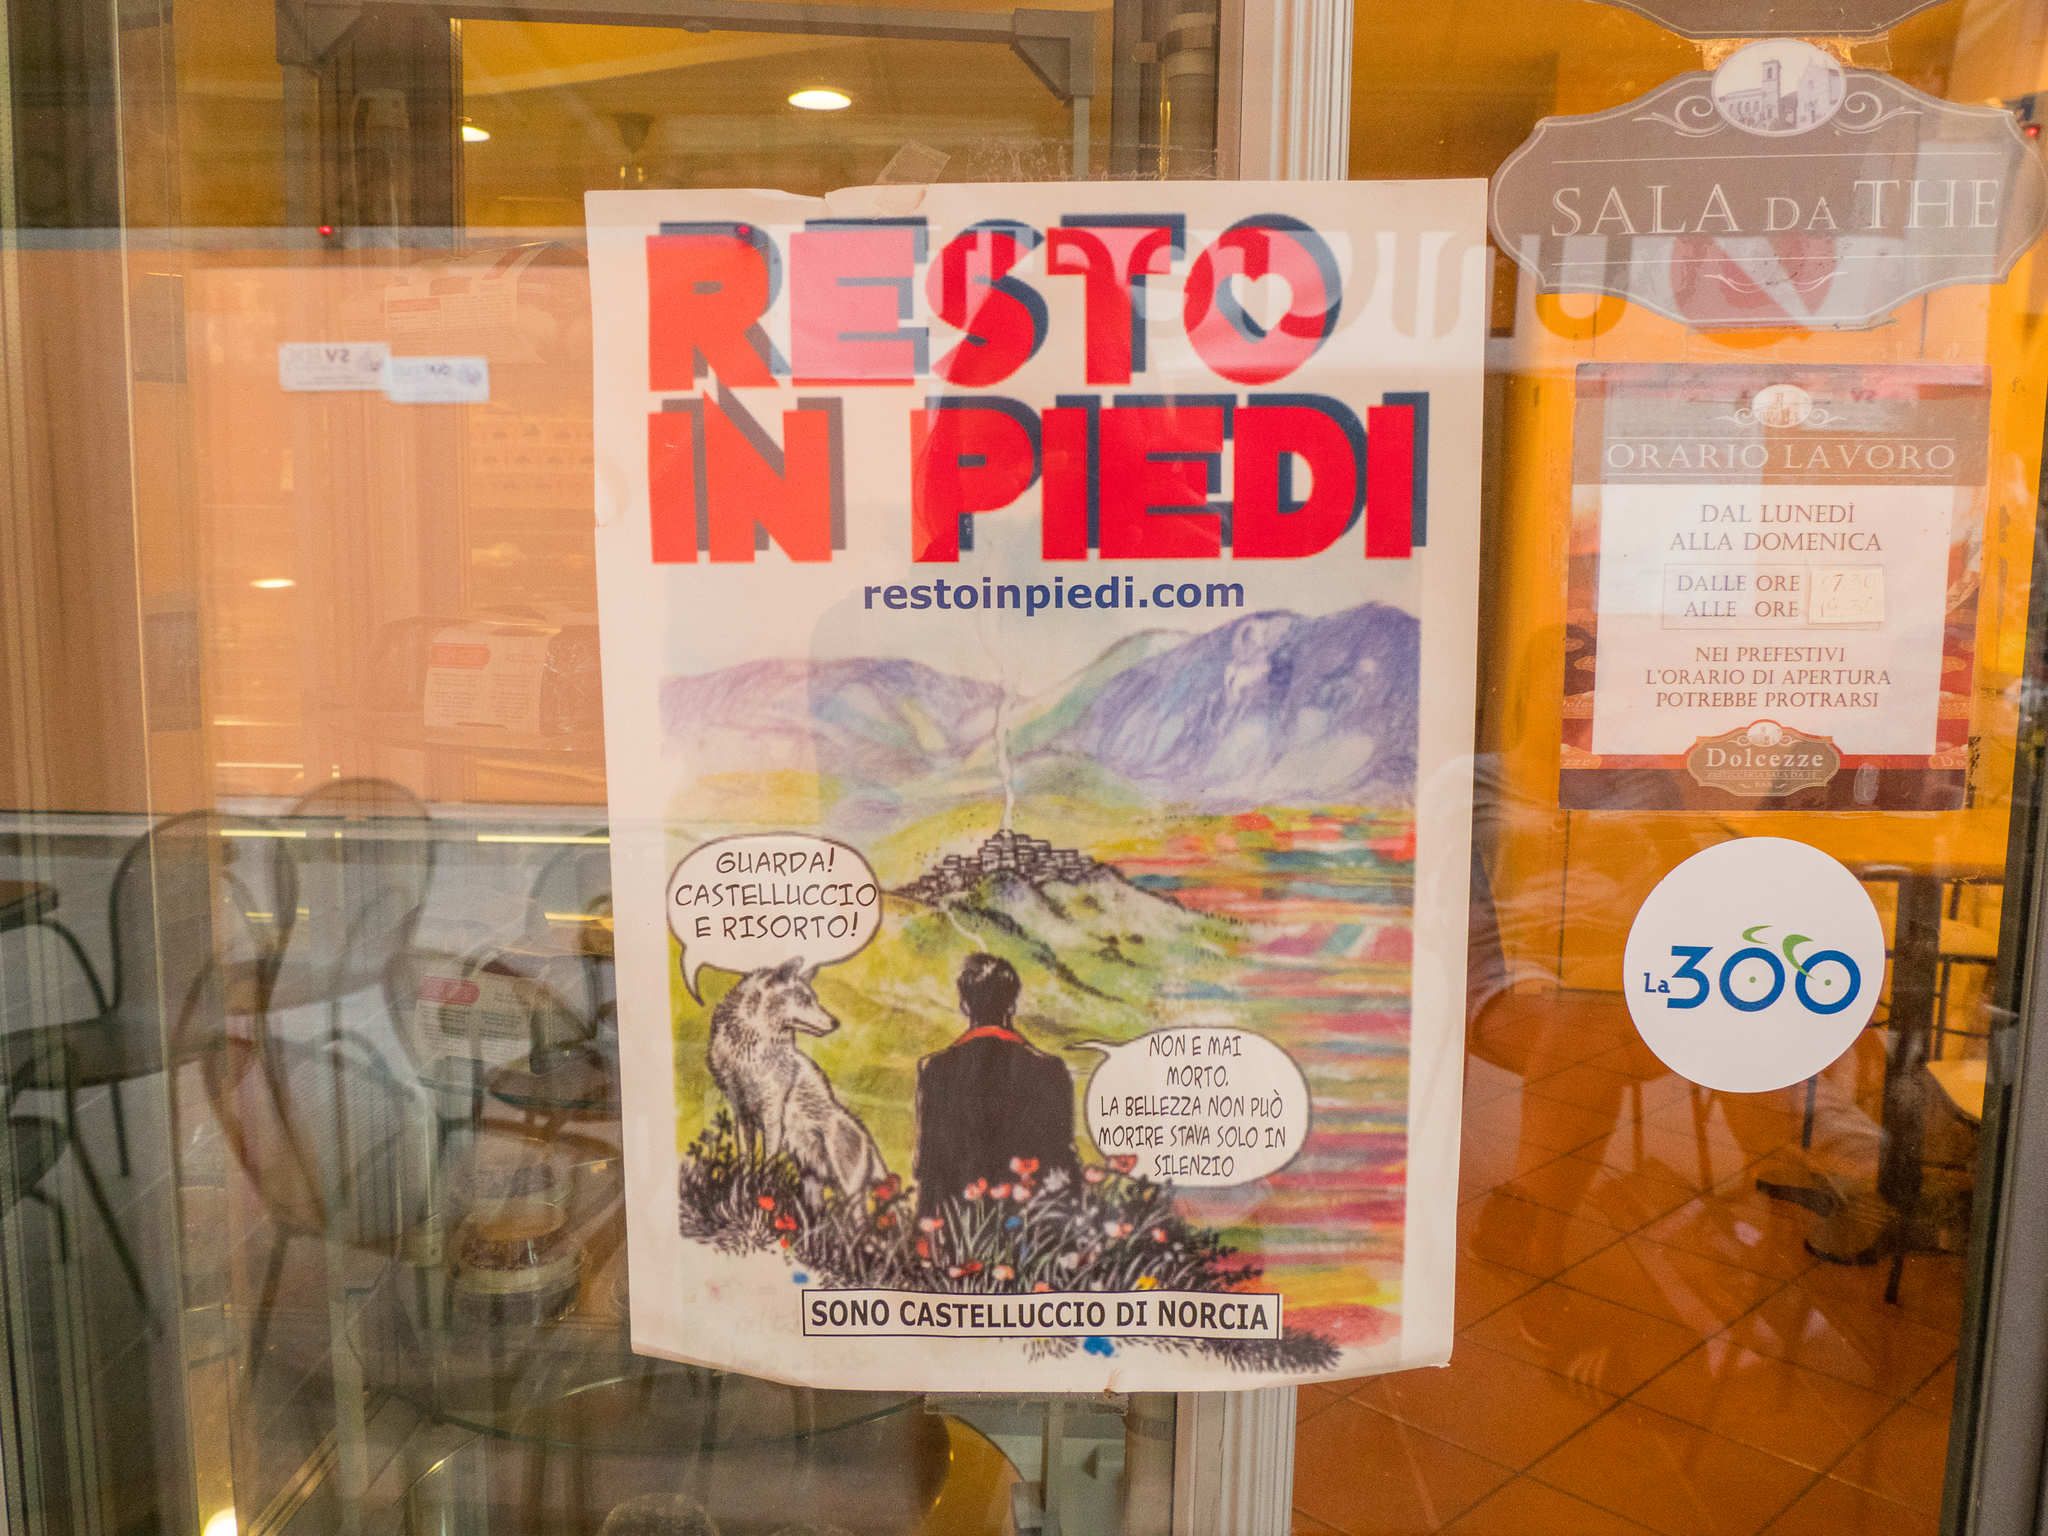 RESTO
IN PIEDI
restoinpiedi.com
GUARDA!
CASTELLUCCIO
E RISORTO!
NON E MAI
MORTO.
LA BELLEZZA NON PUÒ
MORIRE STAVA SOLO IN
SILENZIO
SONO CASTELLUCCIO DI NORCIA
SALA DA THE
ORARIO LAVORO
DAL LUNEDÌ
ALLA DOMENICA
DALLE ORE
ALLE ORE
NEI PREFESTIVI
L'ORARIO DI APERTURA
POTREBBE PROTRARSI
Dolcezze
La300